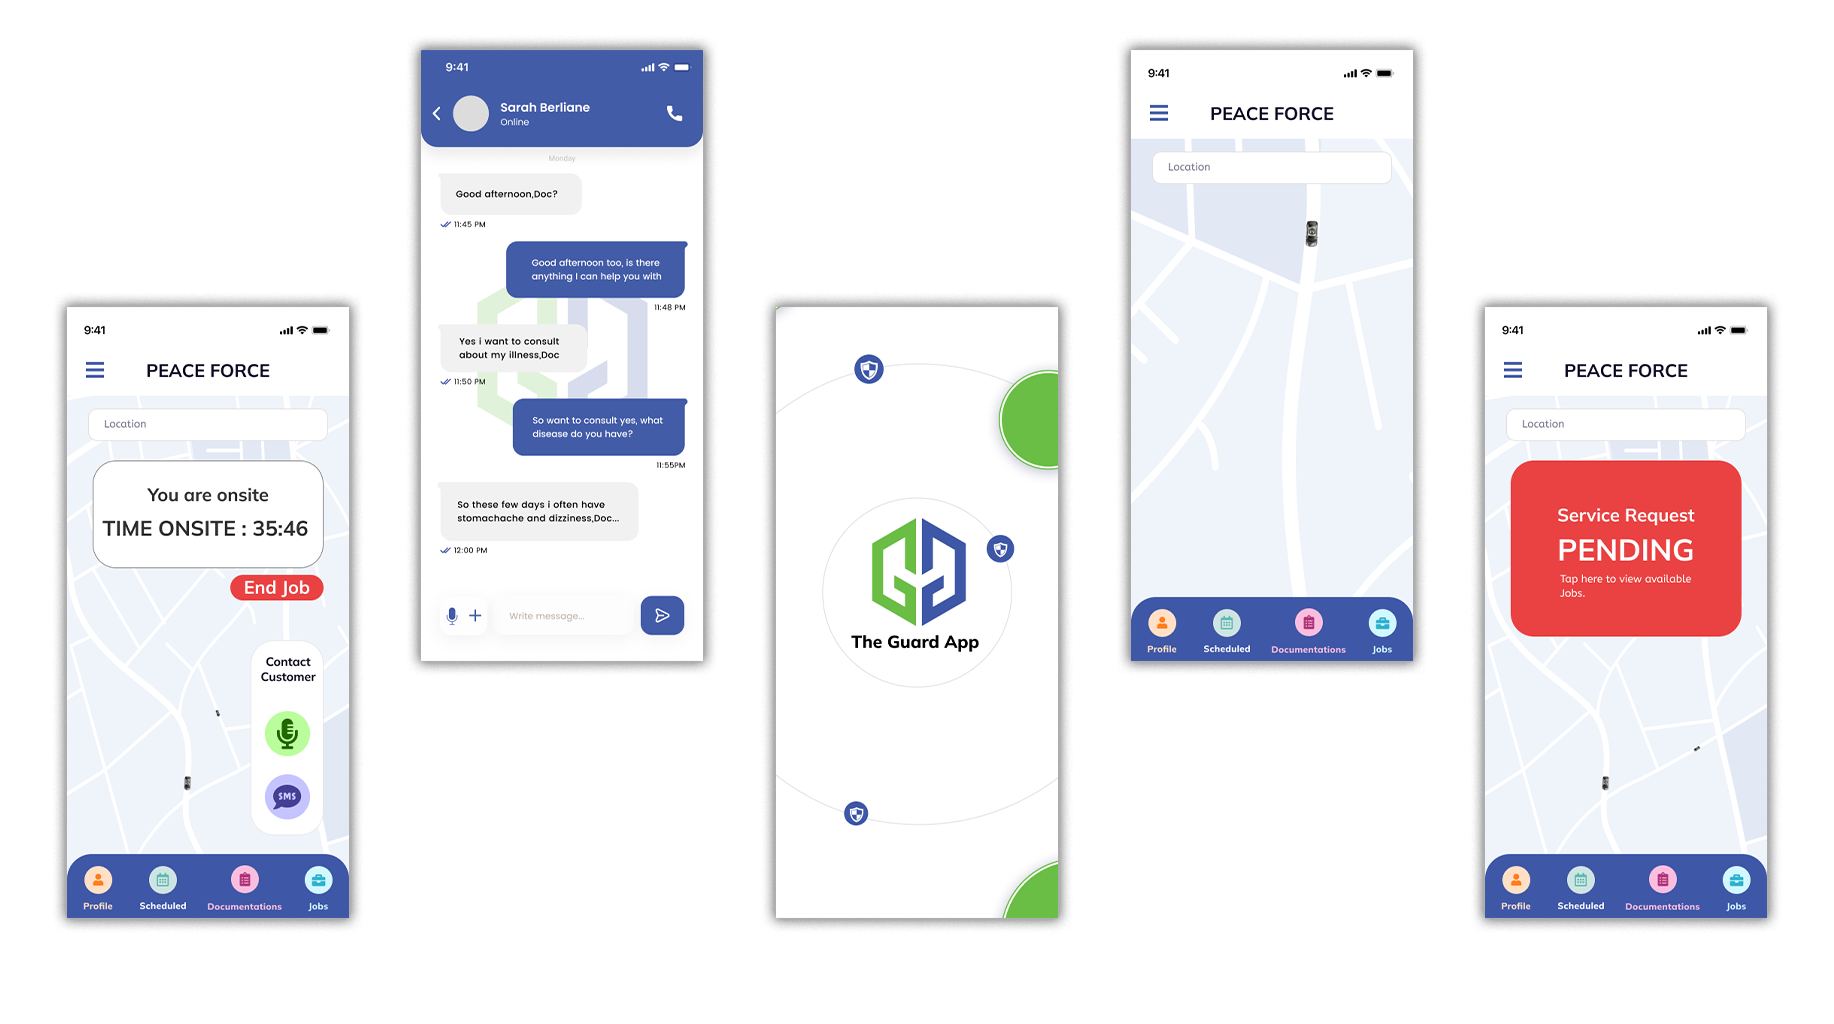 9:41
PEACE FORCE
Location
You are onsite
TIME ONSITE : 35:46
End Job
Contact
Customer
SMS
Profile
Scheduled
Documentations
Jobs
9:41
Sarah Berliane
Online
Monday
Good afternoon,Doc?
11:45 PM
Good afternoon too, is there
anything I can help you with
11:48 PM
Yes i want to consult
about my illness,Doc
11:50 PM
So want to consult yes, what
disease do you have?
11:55PM
So these few days i often have
stomachache and dizziness,Doc...
12:00 PM
Write message...
The Guard App
9:41
PEACE FORCE
Location
Profile
Scheduled
Documentations
Jobs
9:41
PEACE FORCE
Location
Service Request
PENDING
Tap here to view available
Jobs.
Profile
Scheduled
Documentations
Jobs